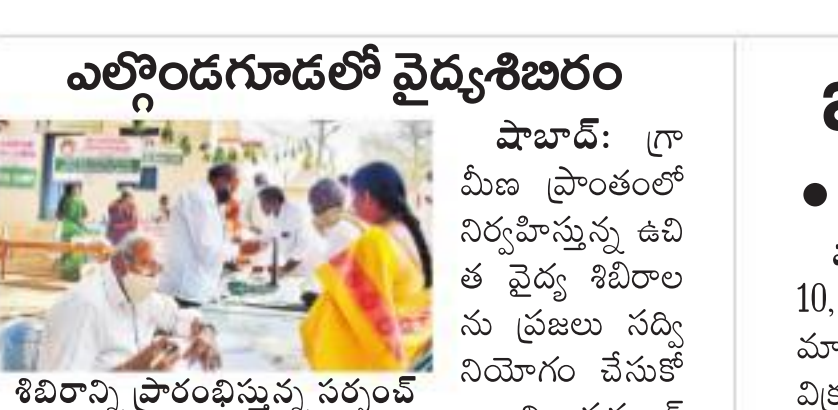 ఎల్గొండగూడలో వైద్యశిబిరం
షాబాద్: గ్రా
మీణ ప్రాంతంలో
నిర్వహిస్తున్న ఉచి
త వైద్య శిబిరాల
ను ప్రజలు సద్వి
నియోగం చేసుకో
శిబిరాన్ని ప్రారంభిస్తున్న సర్పంచ్
10,